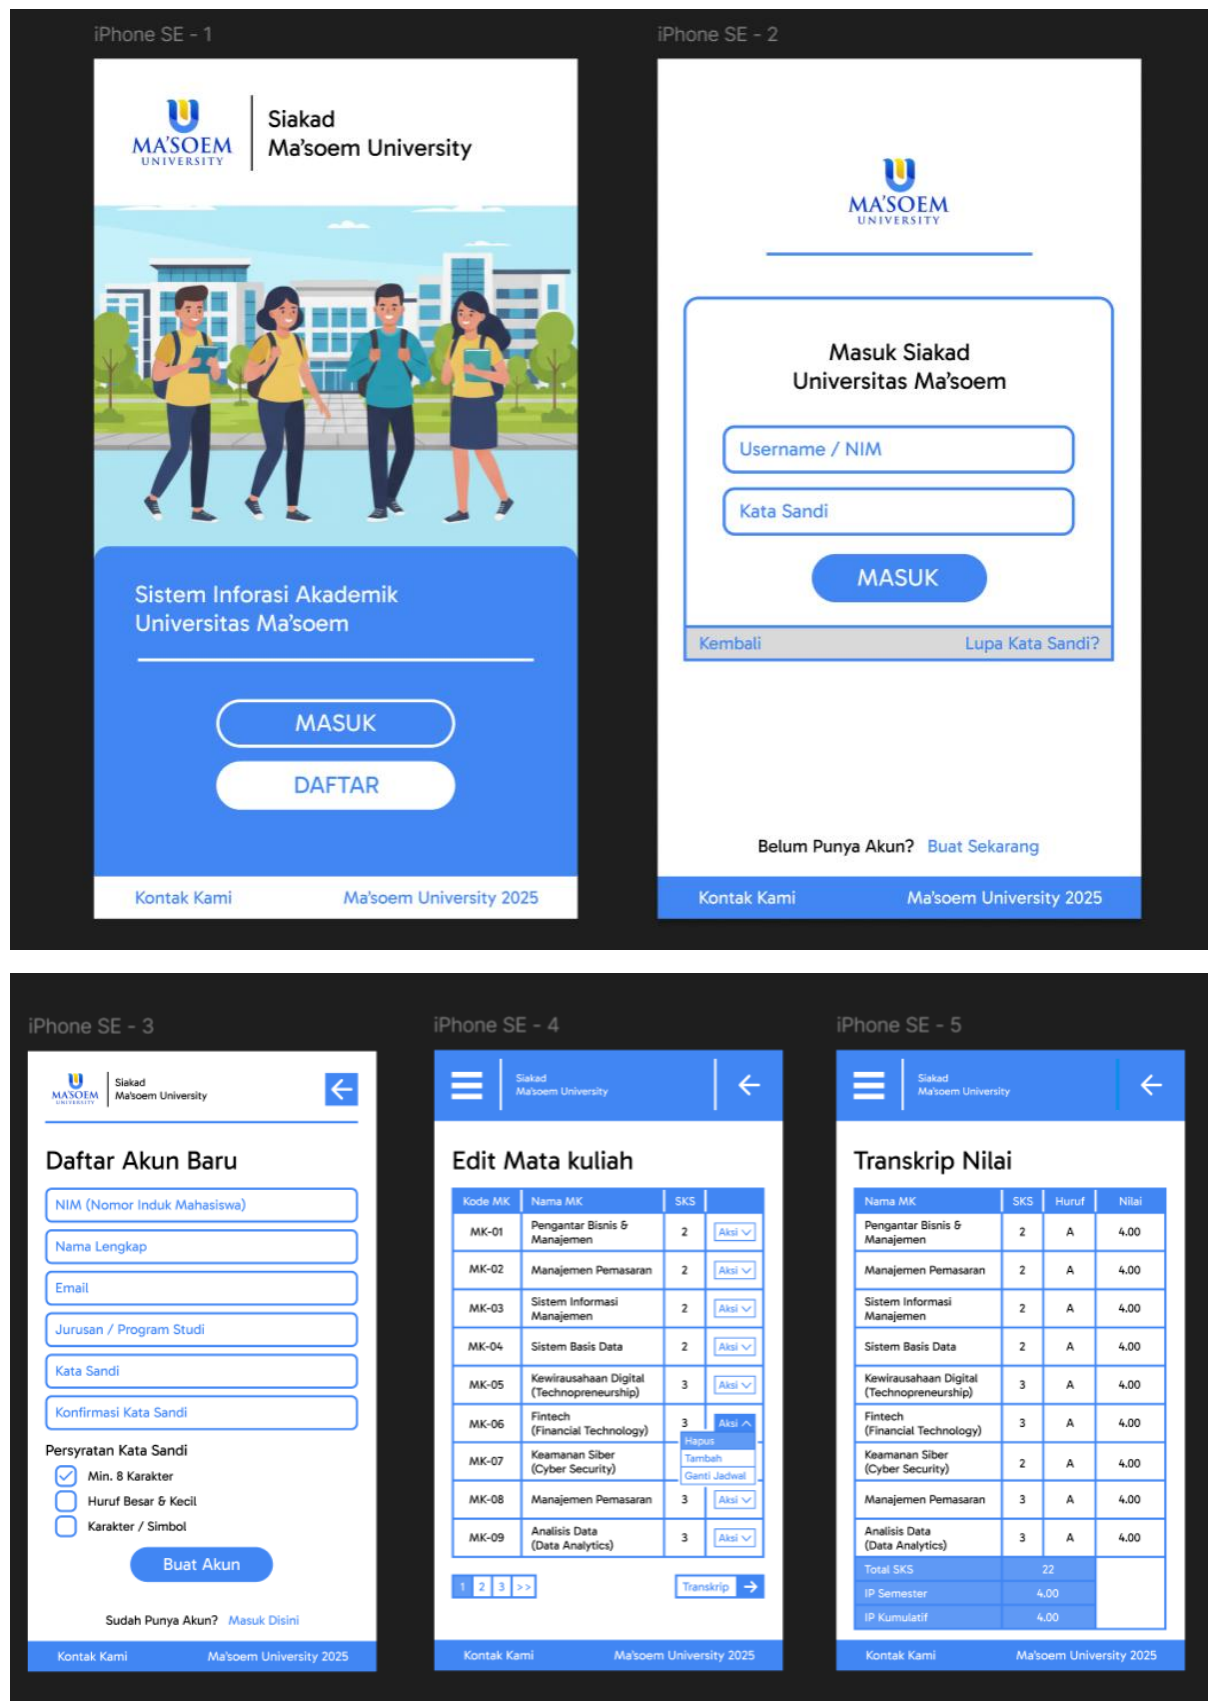 iPhone SE - 1
MA'SOEM
UNIVERSITY
Siakad
Ma'soem University
Sistem Inforasi Akademik
Universitas Ma'soem
MASUK
DAFTAR
Kontak Kami Ma'soem University 2025
iPhone SE - 2
MA'SOEM
UNIVERSITY
Masuk Siakad
Universitas Ma'soem
Username / NIM
Kata Sandi
MASUK
Kembali Lupa Kata Sandi?
Belum Punya Akun? Buat Sekarang
Kontak Kami Ma'soem University 2025
iPhone SE - 3
MA'SOEM
UNIVERSITY
Siakad
Ma'soem University
Daftar Akun Baru
NIM (Nomor Induk Mahasiswa)
Nama Lengkap
Email
Jurusan / Program Studi
Kata Sandi
Konfirmasi Kata Sandi
Persyratan Kata Sandi
Min. 8 Karakter
Huruf Besar & Kecil
Karakter / Simbol
Buat Akun
Sudah Punya Akun? Masuk Disini
Kontak Kami Ma'soem University 2025
iPhone SE - 4
Siakad
Ma'soem University
Edit Mata kuliah
Kode MK Nama MK SKS
MK-01 Pengantar Bisnis & Manajemen 2 Aksi
MK-02 Manajemen Pemasaran 2 Aksi
MK-03 Sistem Informasi Manajemen 2 Aksi
MK-04 Sistem Basis Data 2 Aksi
MK-05 Kewirausahaan Digital (Technopreneurship) 3 Aksi
MK-06 Fintech (Financial Technology) 3 Aksi
Hapus
Tambah
Ganti Jadwal
MK-07 Keamanan Siber (Cyber Security)
MK-08 Manajemen Pemasaran 3 Aksi
MK-09 Analisis Data (Data Analytics) 3 Aksi
1 2 3 >> Transkrip
Kontak Kami Ma'soem University 2025
iPhone SE - 5
Siakad
Ma'soem University
Transkrip Nilai
Nama MK SKS Huruf Nilai
Pengantar Bisnis & Manajemen 2 A 4.00
Manajemen Pemasaran 2 A 4.00
Sistem Informasi Manajemen 2 A 4.00
Sistem Basis Data 2 A 4.00
Kewirausahaan Digital (Technopreneurship) 3 A 4.00
Fintech (Financial Technology) 3 A 4.00
Keamanan Siber (Cyber Security) 2 A 4.00
Manajemen Pemasaran 3 A 4.00
Analisis Data (Data Analytics) 3 A 4.00
Total SKS 22
IP Semester 4.00
IP Kumulatif 4.00
Kontak Kami Ma'soem University 2025